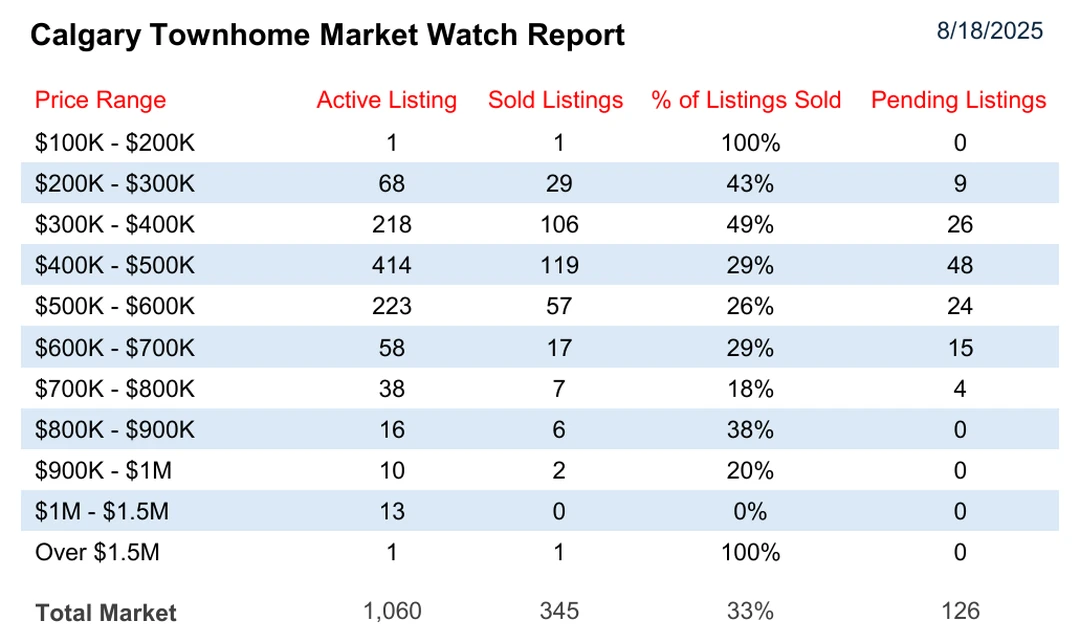 Calgary Townhome Market Watch Report 8/18/2025
Price Range Active Listing Sold Listings % of Listings Sold Pending Listings
$100K - $200K 1 1 100% 0
$200K - $300K 68 29 43% 9
$300K - $400K 218 106 49% 26
$400K - $500K 414 119 29% 48
$500K - $600K 223 57 26% 24
$600K - $700K 58 17 29% 15
$700K - $800K 38 7 18% 4
$800K - $900K 16 6 38% 0
$900K - $1M 10 2 20% 0
$1M - $1.5M 13 0 0% 0
Over $1.5M 1 1 100% 0
Total Market 1,060 345 33% 126